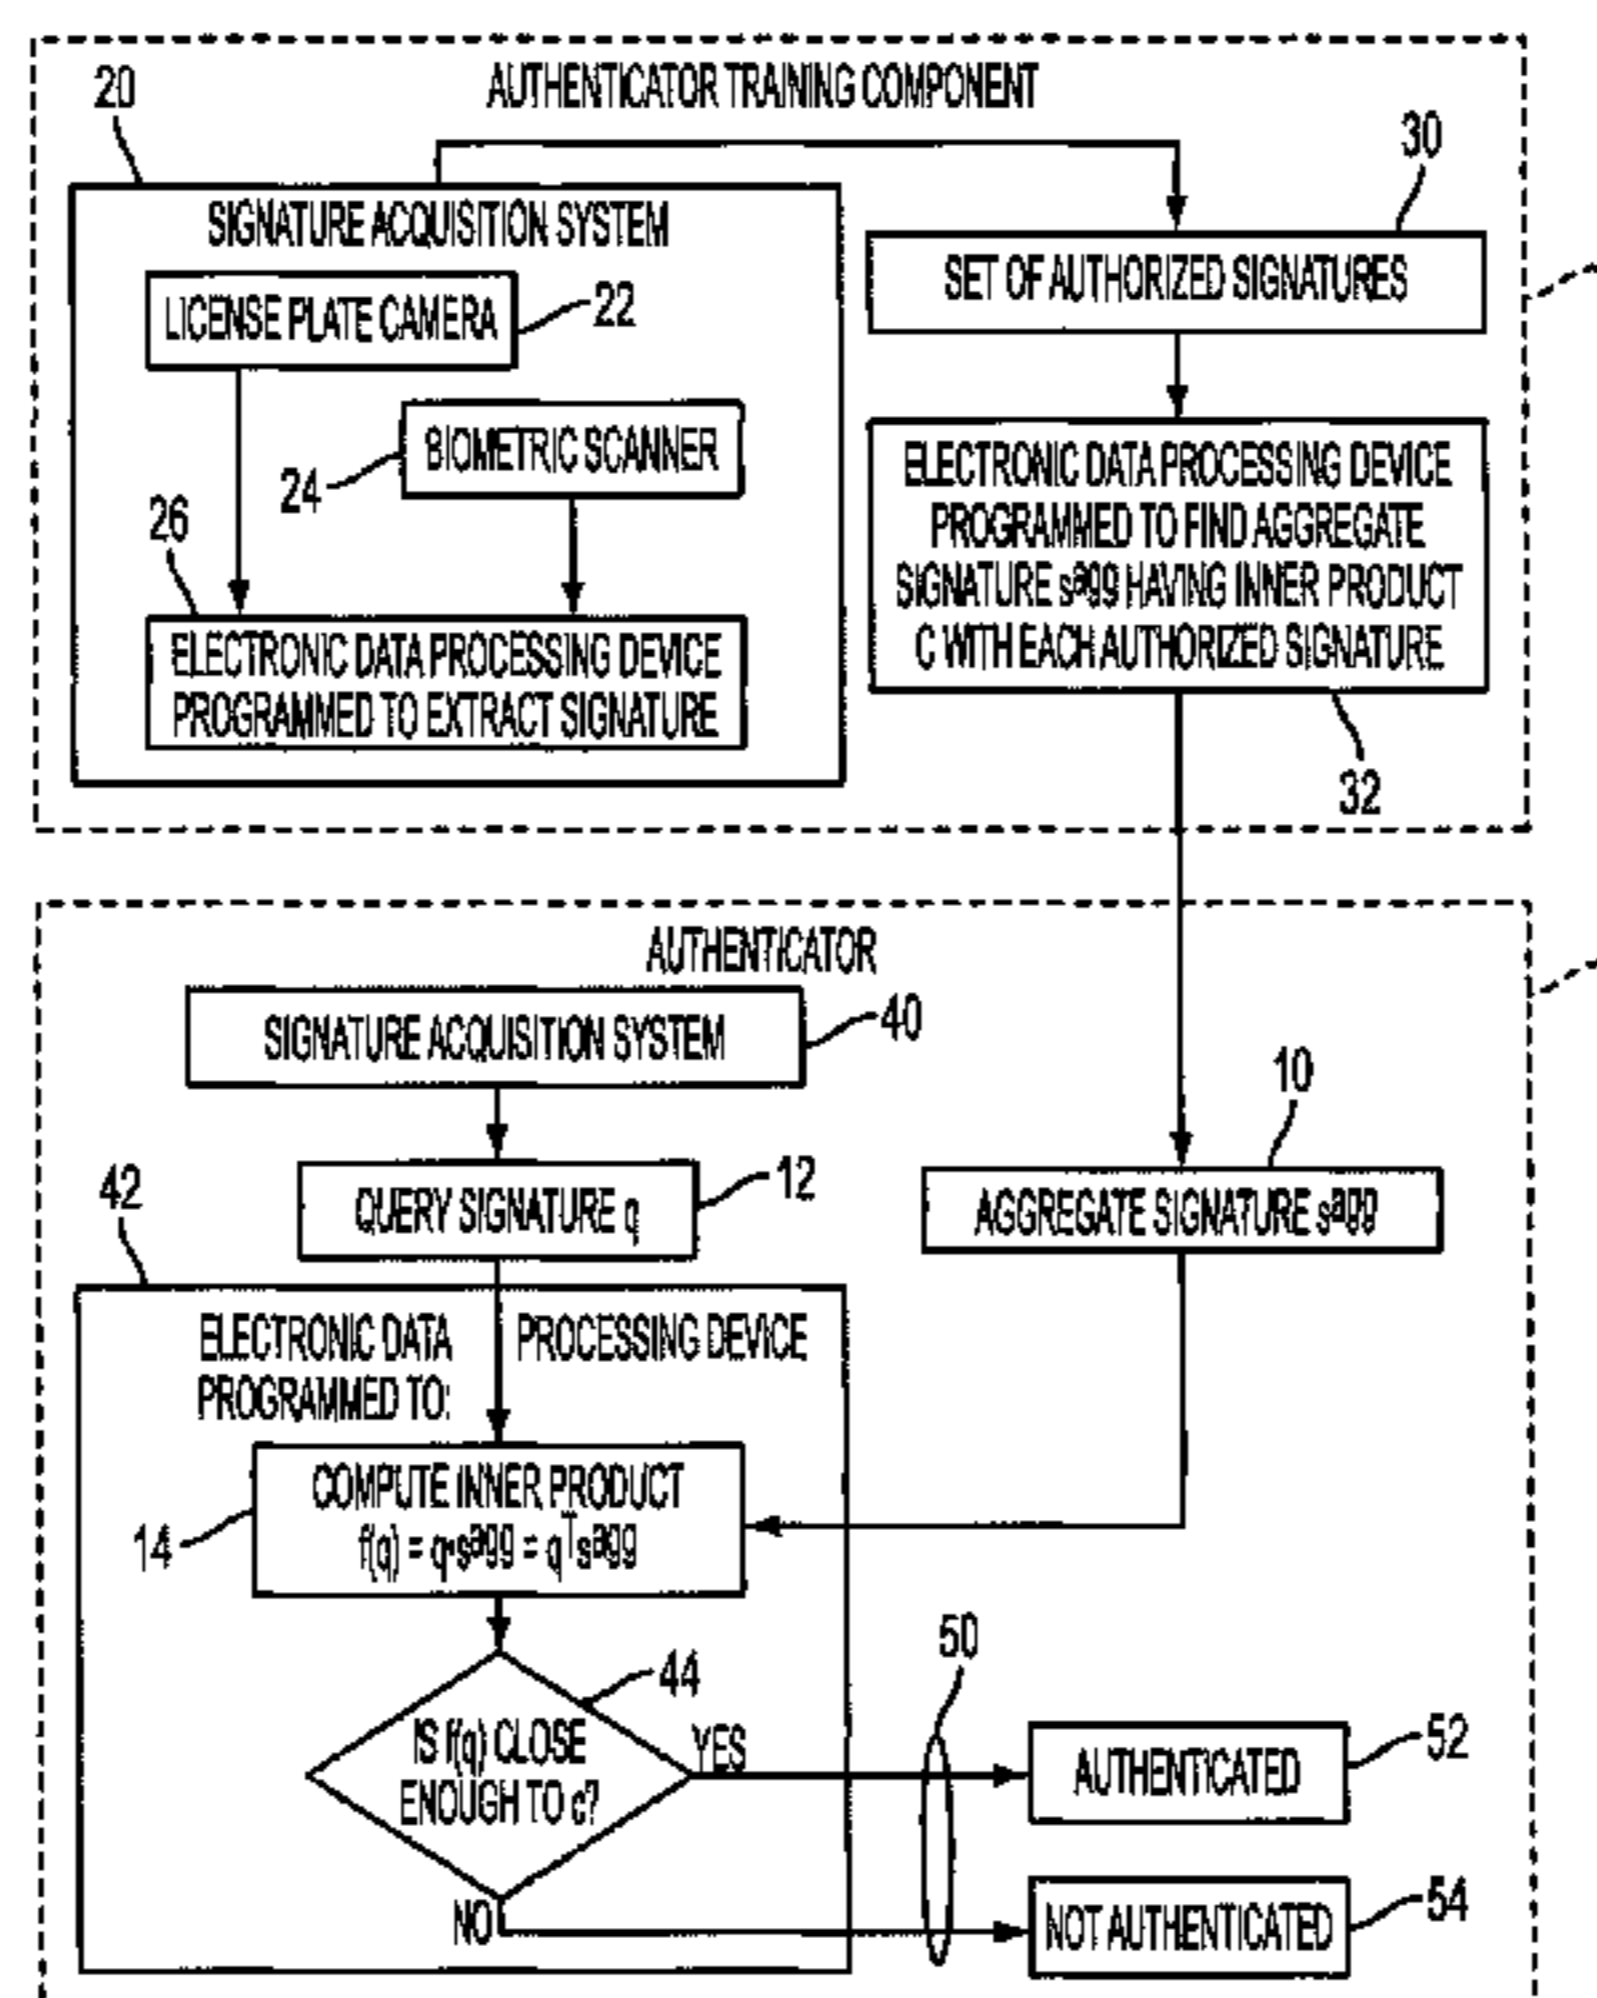 AUTHENTICATOR TRAINING COMPONENT
20
30
SIGNATURE ACQUISITION SYSTEM
LICENSE PLATE CAMERA
22
BIOMETRIC SCANNER
24
26
ELECTRONIC DATA PROCESSING DEVICE
PROGRAMMED TO EXTRACT SIGNATURE
SET OF AUTHORIZED SIGNATURES
ELECTRONIC DATA PROCESSING DEVICE
PROGRAMMED TO FIND AGGREGATE
SIGNATURE sᵃᵍᵍ HAVING INNER PRODUCT
C WITH EACH AUTHORIZED SIGNATURE
32
AUTHENTICATOR
SIGNATURE ACQUISITION SYSTEM
40
10
QUERY SIGNATURE q
12
AGGREGATE SIGNATURE sᵃᵍᵍ
42
ELECTRONIC DATA PROCESSING DEVICE
PROGRAMMED TO:
COMPUTE INNER PRODUCT
f(q) = q•sᵃᵍᵍ = qᵀsᵃᵍᵍ
14
44
50
IS f(q) CLOSE
ENOUGH TO c?
YES
AUTHENTICATED
52
NO
NOT AUTHENTICATED
54